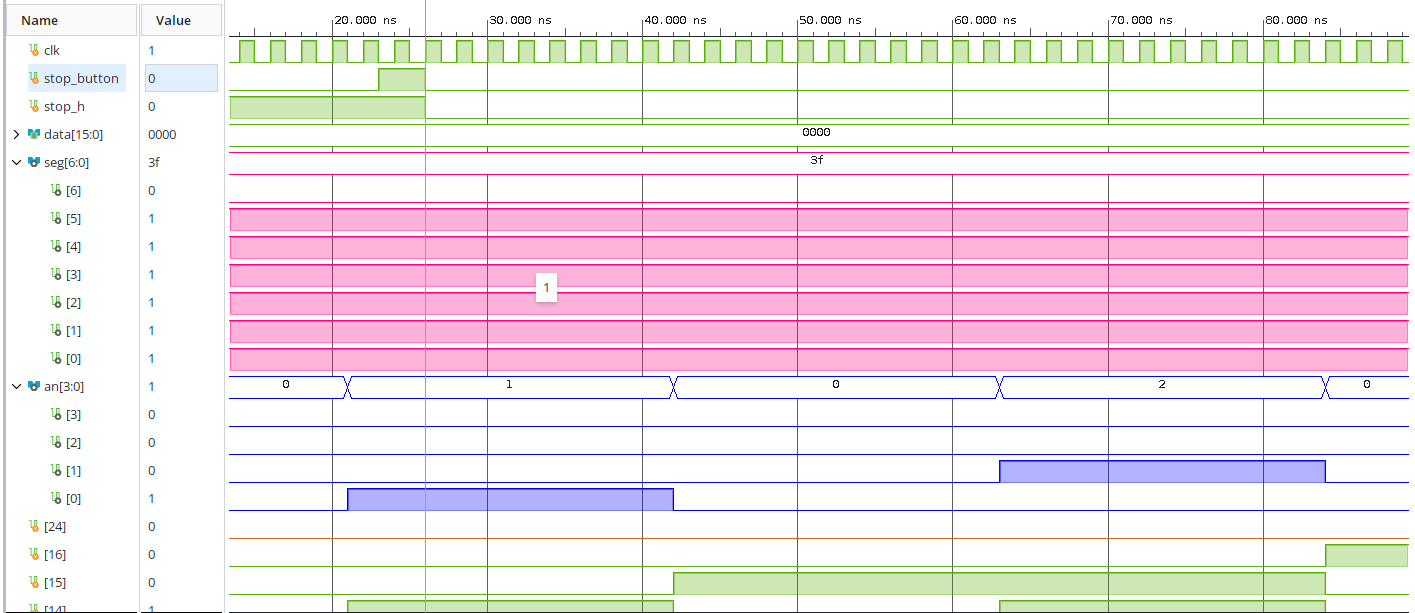 Name Value 20.000 ns 30.000 ns 40.000 ns 50.000 ns 60.000 ns 70.000 ns 80.000 ns
clk 1
stop_button 0
stop_h 0
data[15:0] 0000 0000
seg[6:0] 3f 3f
[6] 0
[5] 1
[4] 1
[3] 1
1
[2] 1
[1] 1
[0] 1
an[3:0] 1 0 1 0 2 0
[3] 0
[2] 0
[1] 0
[0] 1
[24] 0
[16] 0
[15] 0
[14] 1